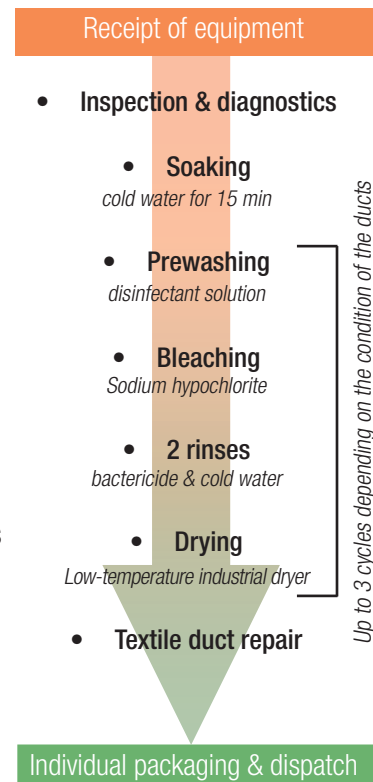 Receipt of equipment
• Inspection & diagnostics
• Soaking
cold water for 15 min
• Prewashing
disinfectant solution
• Bleaching
Sodium hypochlorite
• 2 rinses
bactericide & cold water
• Drying
Low-temperature industrial dryer
Up to 3 cycles depending on the condition of the ducts
• Textile duct repair
Individual packaging & dispatch